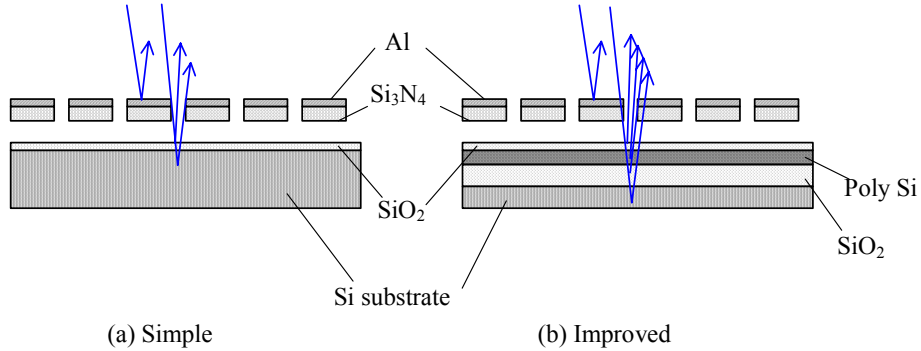 Al
Si₃N₄
Poly Si
SiO₂
SiO₂
Si substrate
(a) Simple
(b) Improved